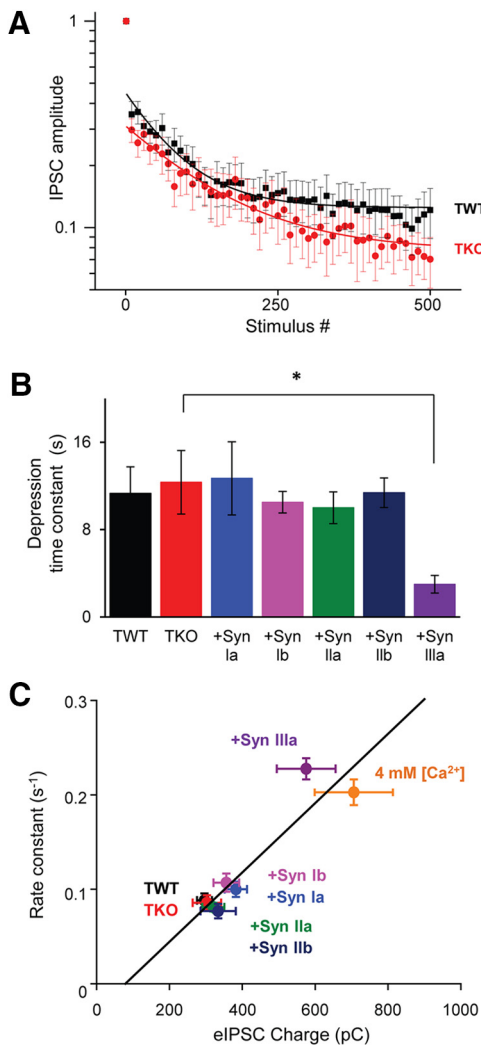 A
1
0.1
IPSC amplitude
TWT
TKO
0
250
500
Stimulus #
B
*
16
8
0
Depression
time constant (s)
TWT
TKO
+Syn
Ia
+Syn
Ib
+Syn
IIa
+Syn
IIb
+Syn
IIIa
C
0.3
0.2
0.1
0
Rate constant (s-1)
+Syn IIIa
4 mM [Ca2+]
TWT
TKO
+Syn Ib
+Syn Ia
+Syn IIa
+Syn IIb
0
200
400
600
800
1000
eIPSC Charge (pC)